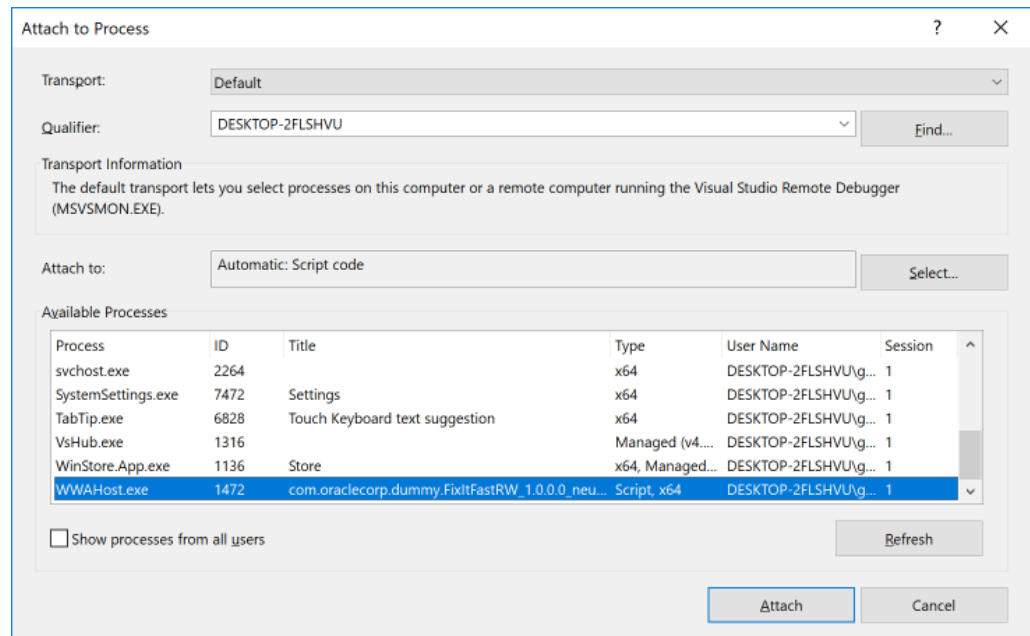 Attach to Process
Transport: Default
Qualifier: DESKTOP-2FLSHVU Find...
Transport Information
The default transport lets you select processes on this computer or a remote computer running the Visual Studio Remote Debugger
(MSVSMON.EXE).
Attach to: Automatic: Script code Select...
Available Processes
Process ID Title Type User Name Session
svchost.exe 2264 x64 DESKTOP-2FLSHVU\g... 1
SystemSettings.exe 7472 Settings x64 DESKTOP-2FLSHVU\g... 1
TabTip.exe 6828 Touch Keyboard text suggestion x64 DESKTOP-2FLSHVU\g... 1
VsHub.exe 1316 Managed (v4.... DESKTOP-2FLSHVU\g... 1
WinStore.App.exe 1136 Store x64, Managed... DESKTOP-2FLSHVU\g... 1
WWAHost.exe 1472 com.oraclecorp.dummy.FixItFastRW_1.0.0.0_neu... Script, x64 DESKTOP-2FLSHVU\g... 1
Show processes from all users Refresh
Attach Cancel